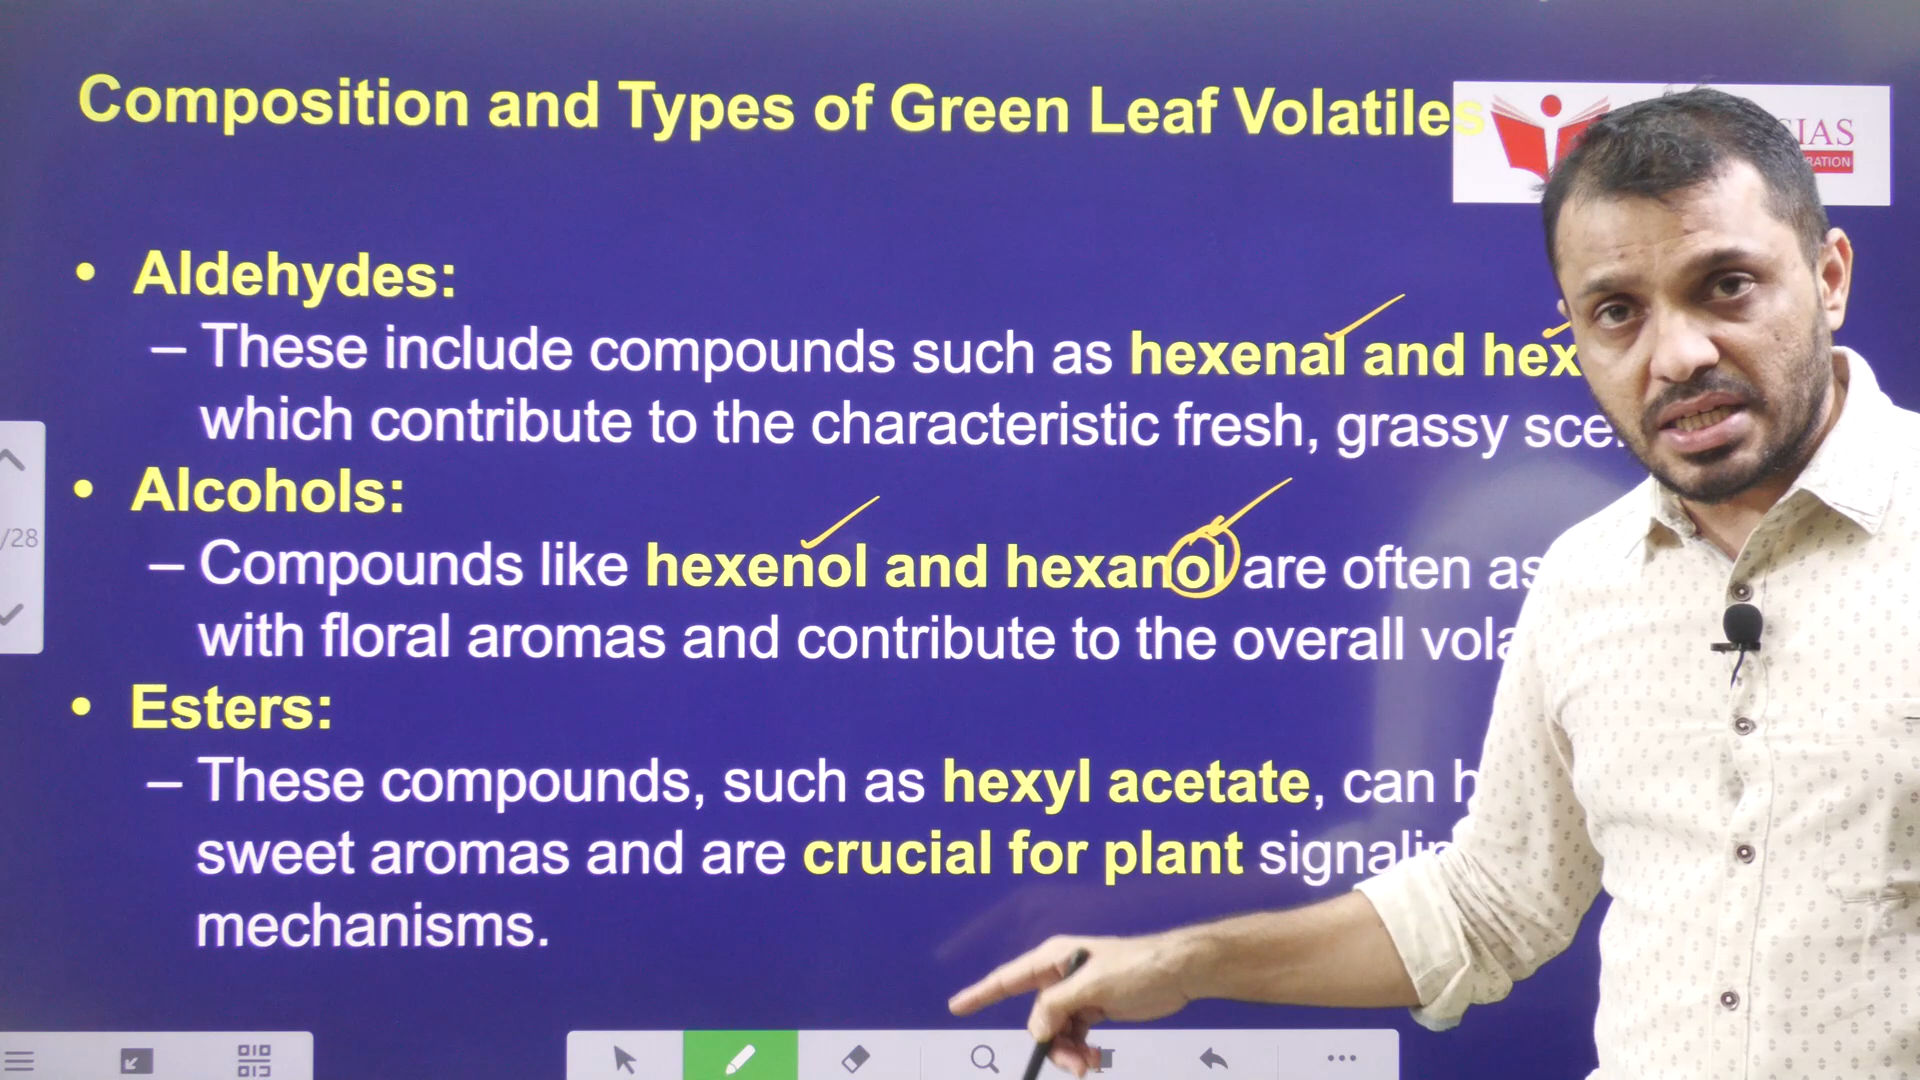 Composition and Types of Green Leaf Volatiles
SIAS
RATION
• Aldehydes:
– These include compounds such as hexenal and hex
which contribute to the characteristic fresh, grassy sce
• Alcohols:
/28
– Compounds like hexenol and hexanol are often as
with floral aromas and contribute to the overall vola
• Esters:
– These compounds, such as hexyl acetate, can h
sweet aromas and are crucial for plant signalin
mechanisms.